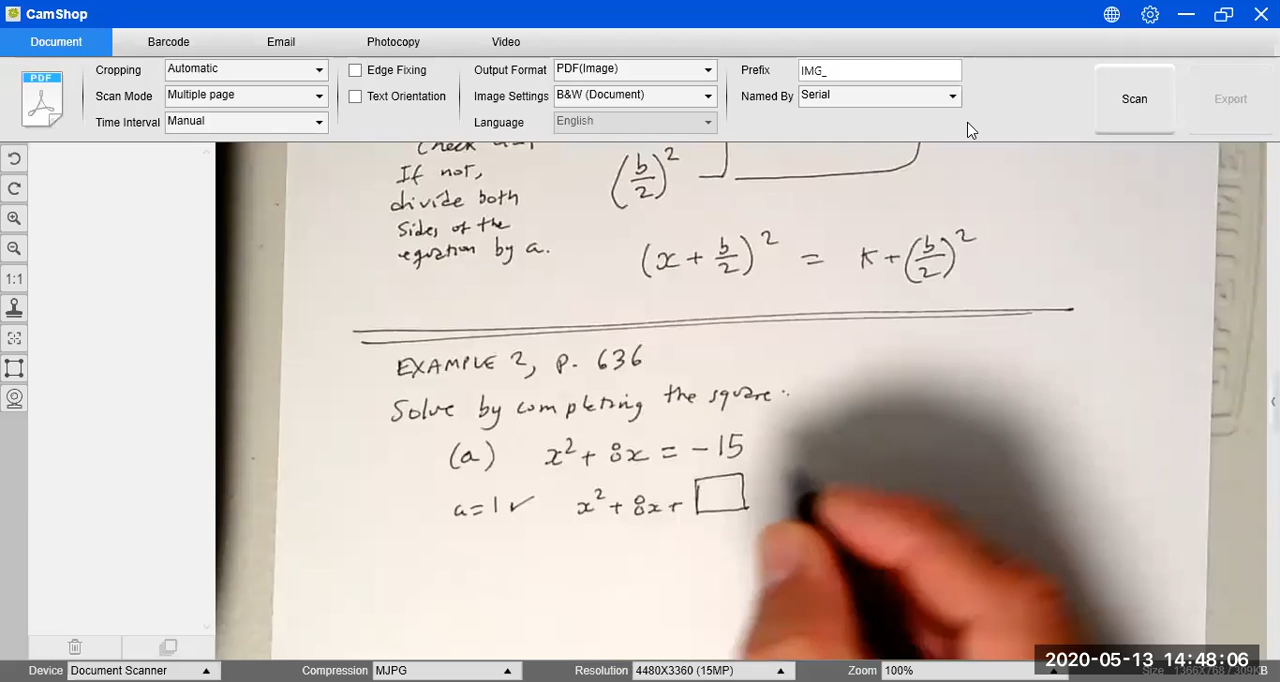 CamShop
Document Barcode Email Photocopy Video
PDF
Cropping Automatic Edge Fixing Output Format PDF(Image) Prefix IMG_
Scan Mode Multiple page Text Orientation Image Settings B&W (Document) Named By Serial Scan Export
Time Interval Manual Language English
1:1
Check
If not,
divide both
sides of the
equation by a.
(b/2)²
(x + b/2)² = K + (b/2)²
EXAMPLE 2, p. 636
Solve by completing the square:
(a) x² + 8x = -15
a = 1 ✓ x² + 8x + □
2020-05-13 14:48:06
Device Document Scanner Compression MJPG Resolution 4480X3360 (15MP) Zoom 100%